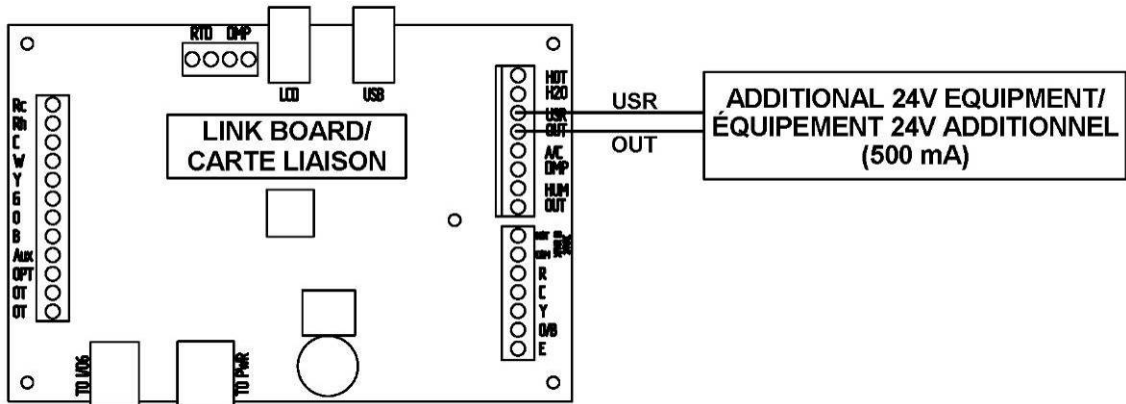 RTD DMP
LCD
USB
Rc
Rh
C
W
Y
G
O
B
Aux
OPT
OT
OT
LINK BOARD/
CARTE LIAISON
HOT
H2O
USR
OUT
A/C
DMP
HUM
OUT
R
C
Y
O/B
E
TO I/O6
TO PWR
USR
OUT
ADDITIONAL 24V EQUIPMENT/
ÉQUIPEMENT 24V ADDITIONNEL
(500 mA)